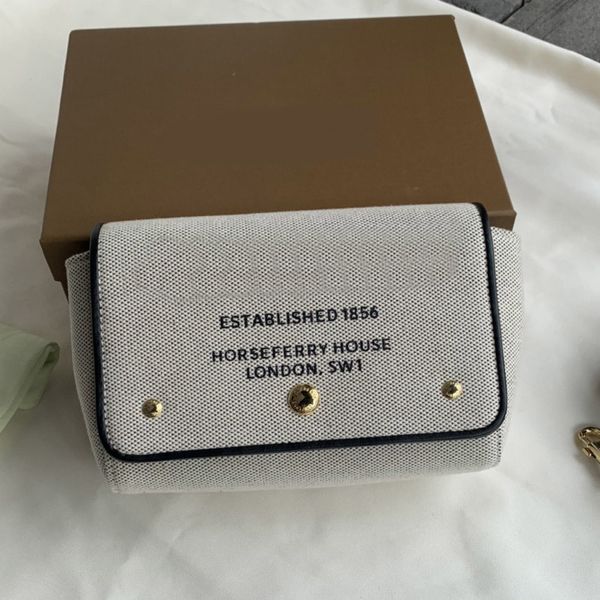 ESTABLISHED 1856
HORSEFERRY HOUSE
LONDON, SW1